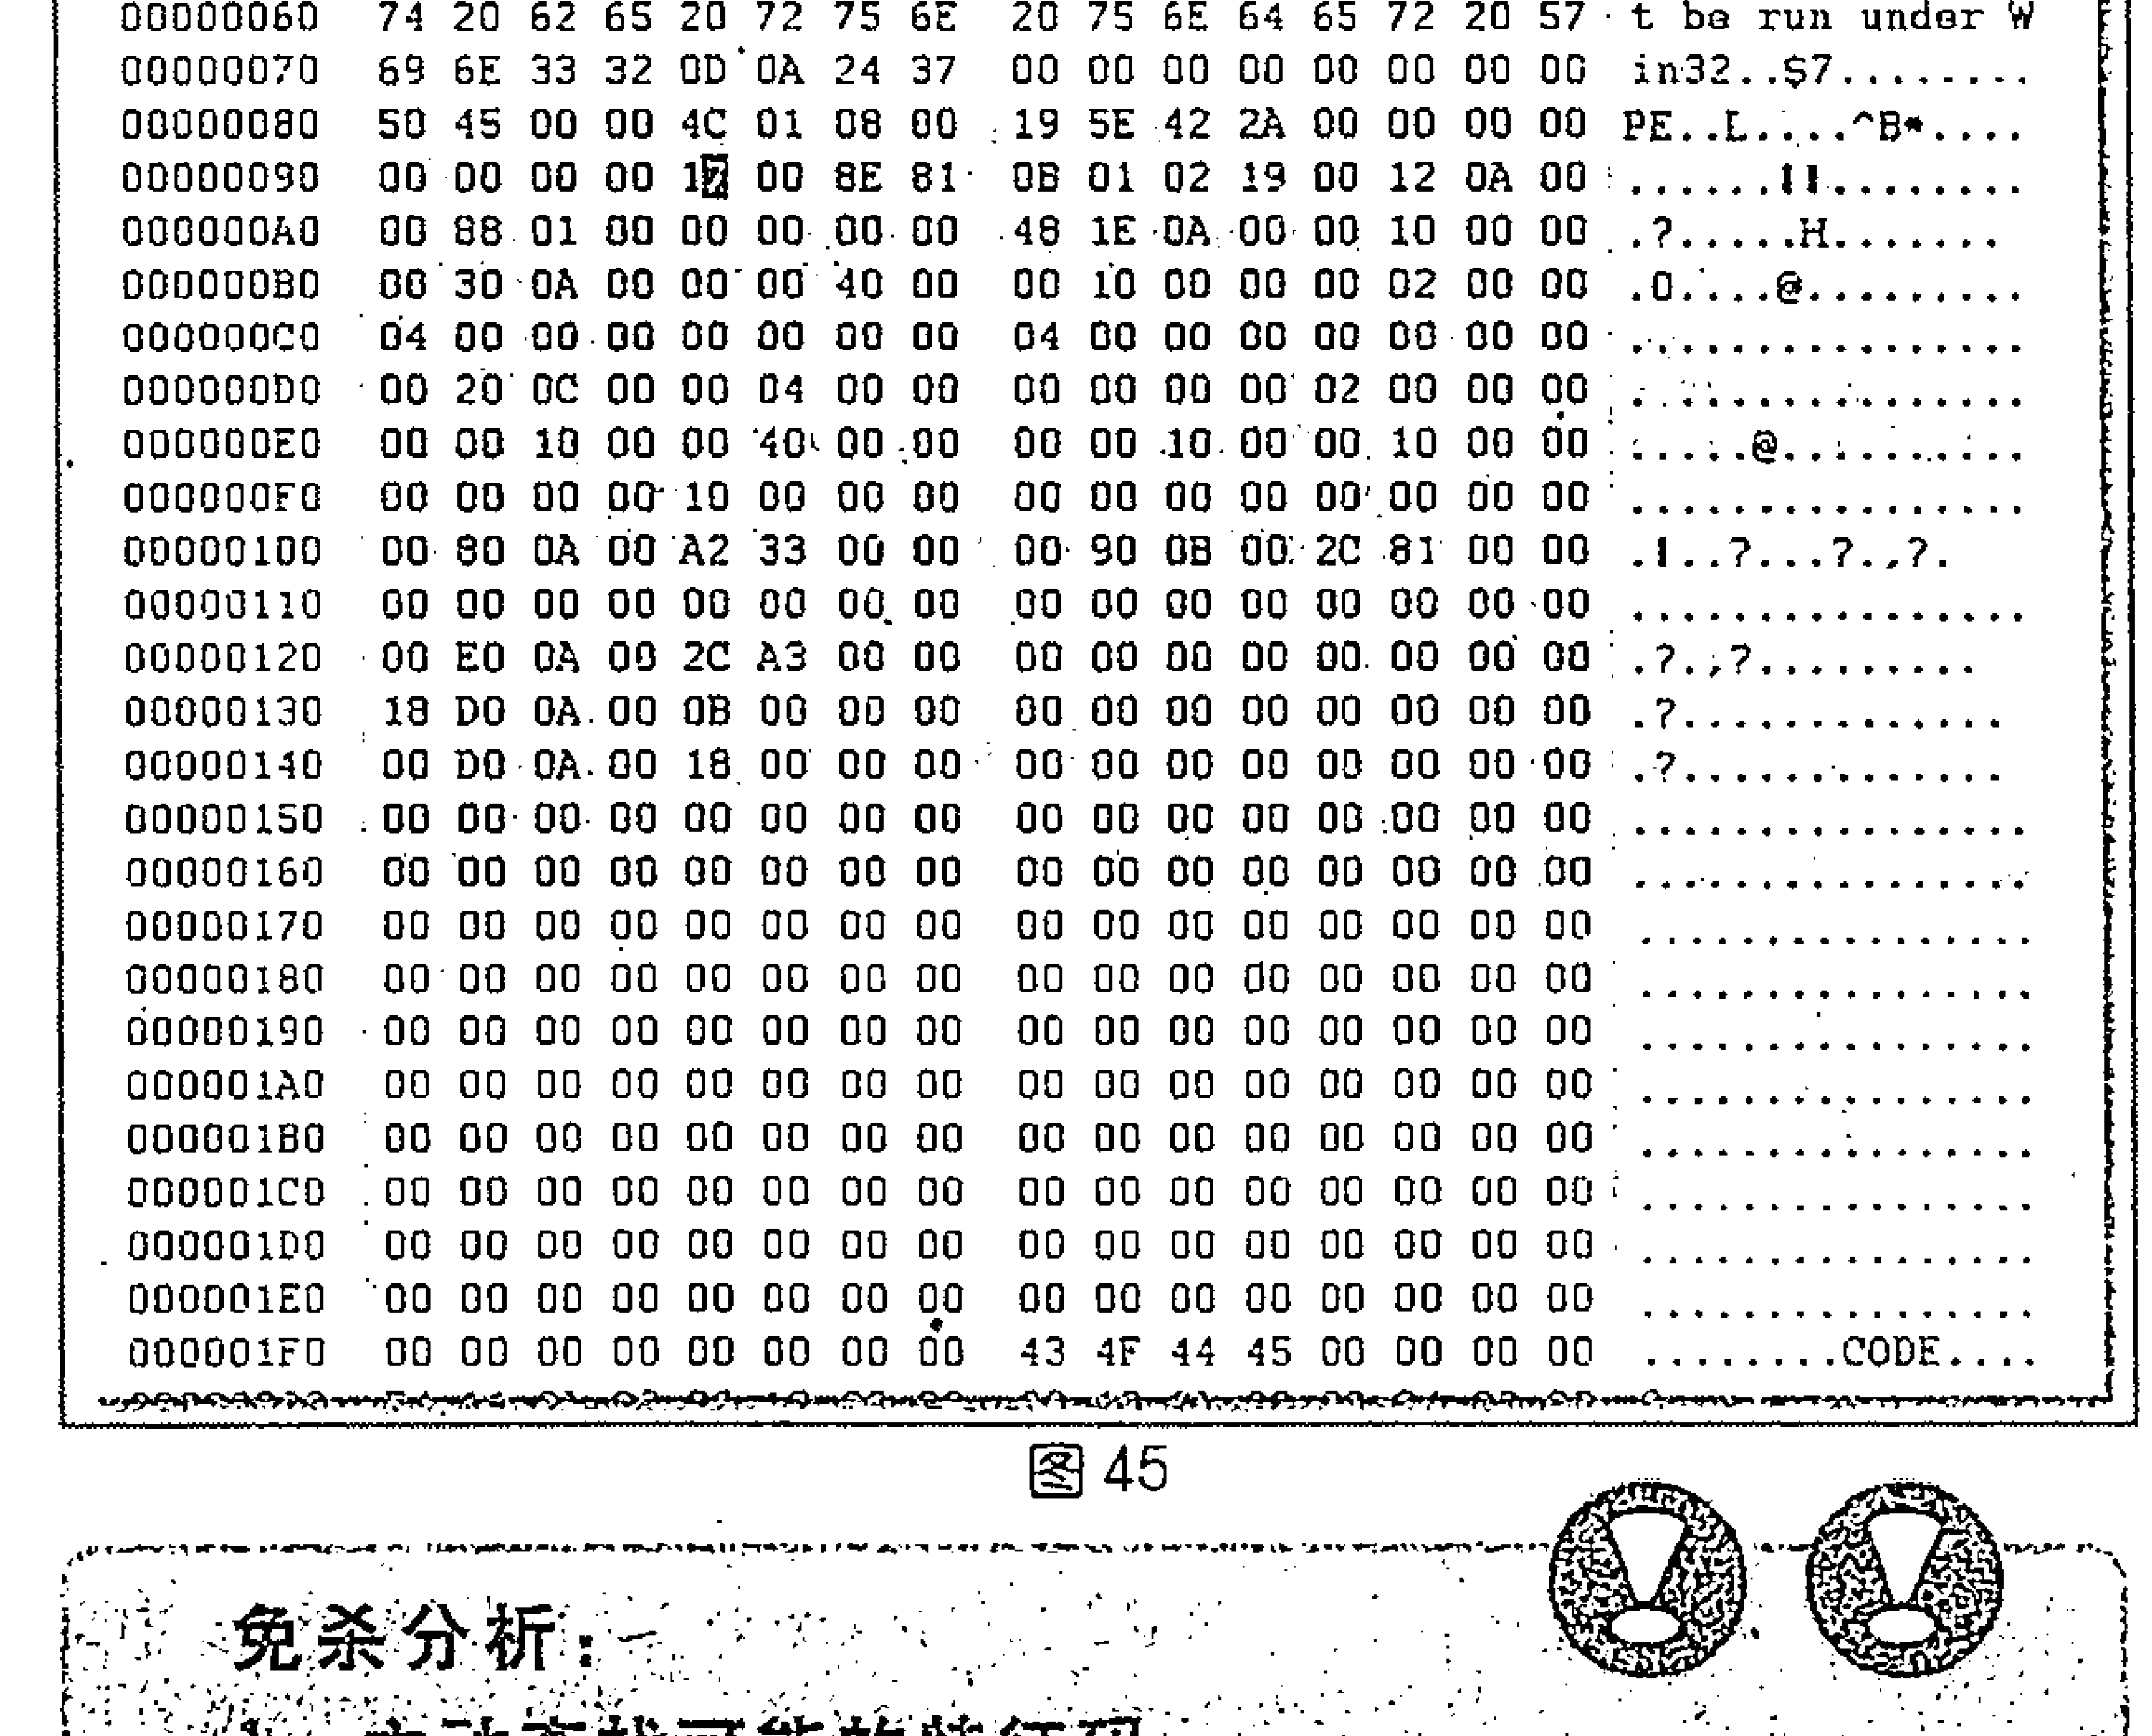 00000060 74 20 62 65 20 72 75 6E 20 75 6E 64 65 72 20 57 t be run under W
00000070 69 6E 33 32 0D 0A 24 37 00 00 00 00 00 00 00 00 in32..$7........
00000080 50 45 00 00 4C 01 08 00 19 5E 42 2A 00 00 00 00 PE..L....^B*....
00000090 00 00 00 00 00 8E 81 0B 01 02 19 00 12 0A 00
000000A0 00 88 01 00 00 00 00 00 48 1E 0A 00 00 10 00 00 .?.....H.......
000000B0 00 30 0A 00 00 00 40 00 00 10 00 00 00 02 00 00 .0....@.........
000000C0 04 00 00 00 00 00 00 00 04 00 00 00 00 00 00 00 ................
000000D0 00 20 0C 00 00 04 00 00 00 00 00 00 02 00 00 00 ................
000000E0 00 00 10 00 00 40 00 00 00 00 10 00 00 10 00 00 .....@..........
000000F0 00 00 00 00 10 00 00 00 00 00 00 00 00 00 00 00 ................
00000100 00 80 0A 00 A2 33 00 00 00 90 0B 00 2C 81 00 00 .l..?...?.,?.
00000110 00 00 00 00 00 00 00 00 00 00 00 00 00 00 00 00 ................
00000120 00 E0 0A 00 2C A3 00 00 00 00 00 00 00 00 00 00 .?.,?.........
00000130 18 D0 0A 00 0B 00 00 00 00 00 00 00 00 00 00 00 .?.............
00000140 00 D0 0A 00 18 00 00 00 00 00 00 00 00 00 00 00 .?.............
00000150 00 00 00 00 00 00 00 00 00 00 00 00 00 00 00 00 ................
00000160 00 00 00 00 00 00 00 00 00 00 00 00 00 00 00 00 ................
00000170 00 00 00 00 00 00 00 00 00 00 00 00 00 00 00 00 ................
00000180 00 00 00 00 00 00 00 00 00 00 00 00 00 00 00 00 ................
00000190 00 00 00 00 00 00 00 00 00 00 00 00 00 00 00 00 ................
000001A0 00 00 00 00 00 00 00 00 00 00 00 00 00 00 00 00 ................
000001B0 00 00 00 00 00 00 00 00 00 00 00 00 00 00 00 00 ................
000001C0 00 00 00 00 00 00 00 00 00 00 00 00 00 00 00 00 ................
000001D0 00 00 00 00 00 00 00 00 00 00 00 00 00 00 00 00 ................
000001E0 00 00 00 00 00 00 00 00 00 00 00 00 00 00 00 00 ................
000001F0 00 00 00 00 00 00 00 00 43 4F 44 45 00 00 00 00 ........CODE....
图 45
免杀分析：